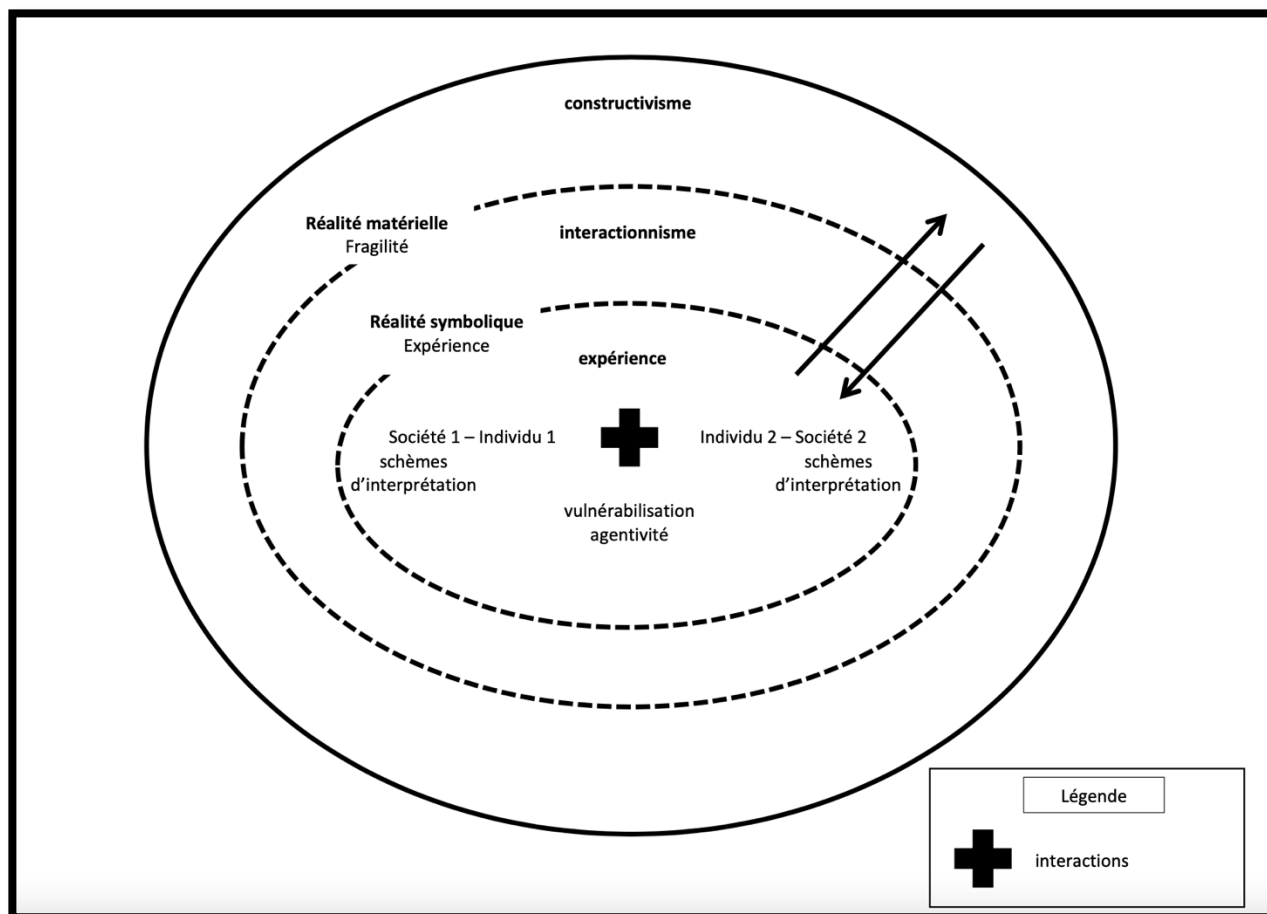 constructivisme
Réalité matérielle
Fragilité
interactionnisme
Réalité symbolique
Expérience
expérience
Société 1 – Individu 1
schèmes
d’interprétation
Individu 2 – Société 2
schèmes
d’interprétation
vulnérabilisation
agentivité
Légende
interactions